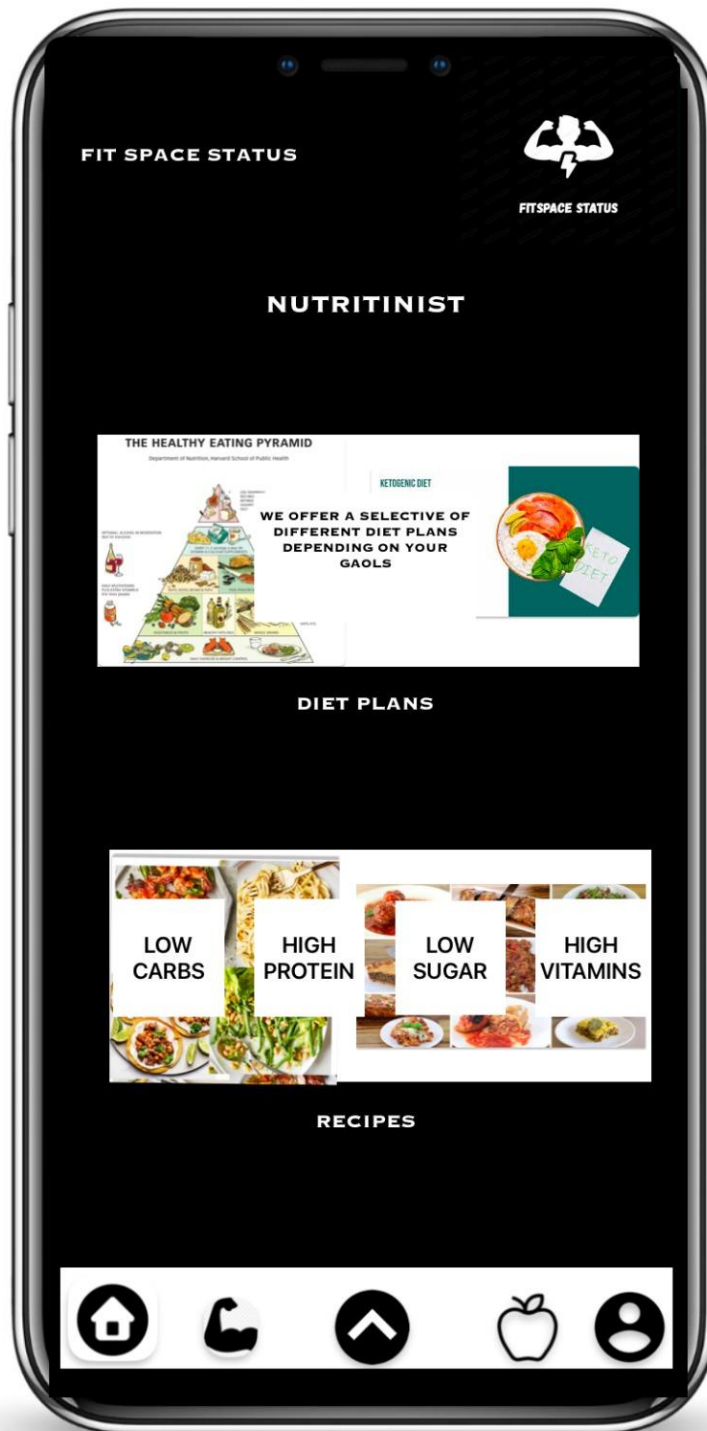 FIT SPACE STATUS
FITSPACE STATUS
NUTRITINIST
THE HEALTHY EATING PYRAMID
Department of Nutrition, Harvard School of Public Health
KETOGENIC DIET
WE OFFER A SELECTIVE OF
DIFFERENT DIET PLANS
DEPENDING ON YOUR
GAOLS
KETO
DIET
DIET PLANS
LOW
CARBS
HIGH
PROTEIN
LOW
SUGAR
HIGH
VITAMINS
RECIPES